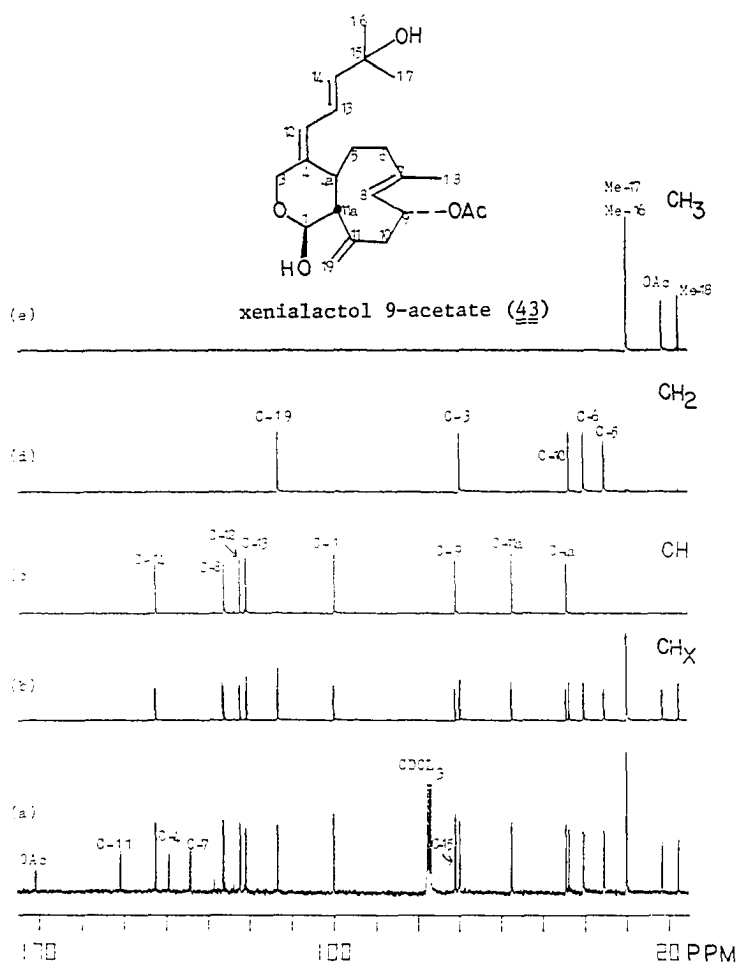 16
15
OH
14
17
13
12
4
3
5
6
7
18
8
O
11a
1
9
OAc
11
10
HO
19
Me-17
Me-16
CH3
OAc
Me-18
(e)
xenialactol 9-acetate (43)
CH2
C-19
C-3
C-10
C-6
C-5
(d)
CH
C-12
C-13
C-1
C-9
C-11a
C-4a
CHX
(b)
CDCL3
(a)
OAc
C-11
C-4
C-7
C-15
170
100
20 PPM